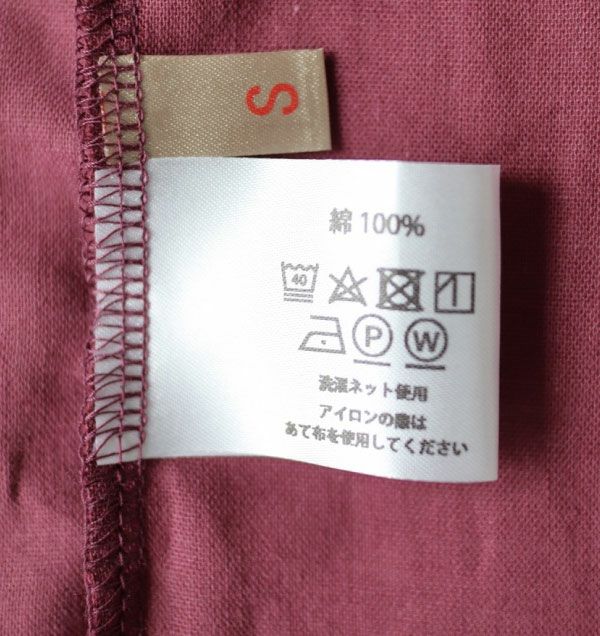 S
綿 100%
40
P W
洗濯ネット使用
アイロンの際は
あて布を使用してください